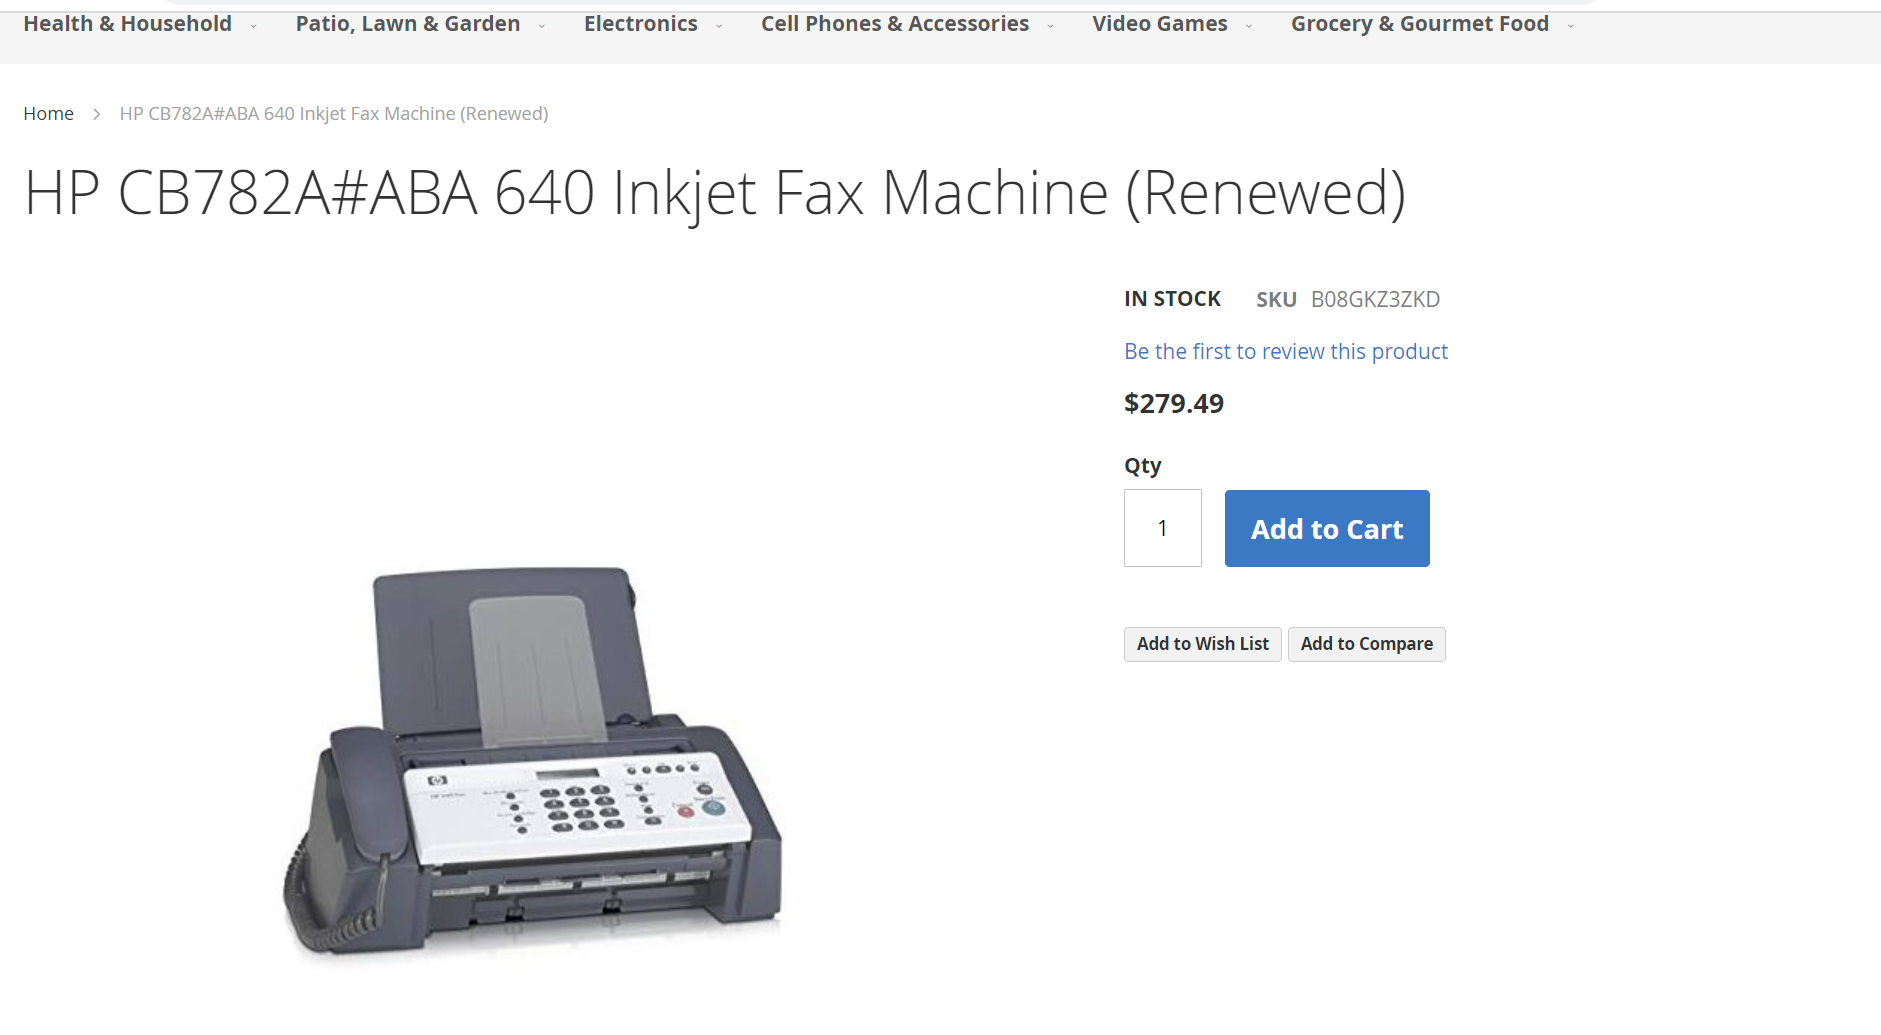 Health & Household Patio, Lawn & Garden Electronics Cell Phones & Accessories Video Games Grocery & Gourmet Food
Home > HP CB782A#ABA 640 Inkjet Fax Machine (Renewed)
HP CB782A#ABA 640 Inkjet Fax Machine (Renewed)
IN STOCK SKU B08GKZ3ZKD
Be the first to review this product
$279.49
Qty
1 Add to Cart
Add to Wish List Add to Compare
hp